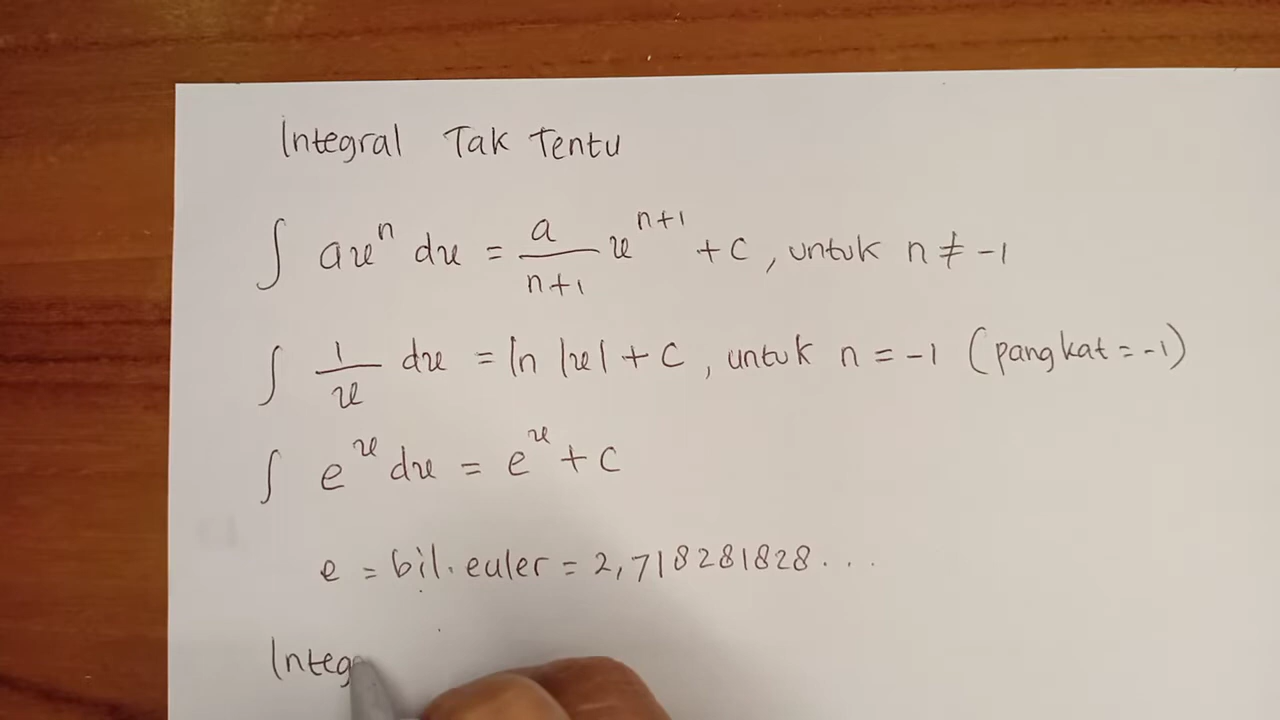 Integral Tak Tentu
∫ ax^n dx = a/(n+1) x^(n+1) + C, untuk n ≠ -1
∫ 1/x dx = ln |x| + C, untuk n = -1 (pangkat = -1)
∫ e^x dx = e^x + C
e = bil. euler = 2,718281828...
Integ